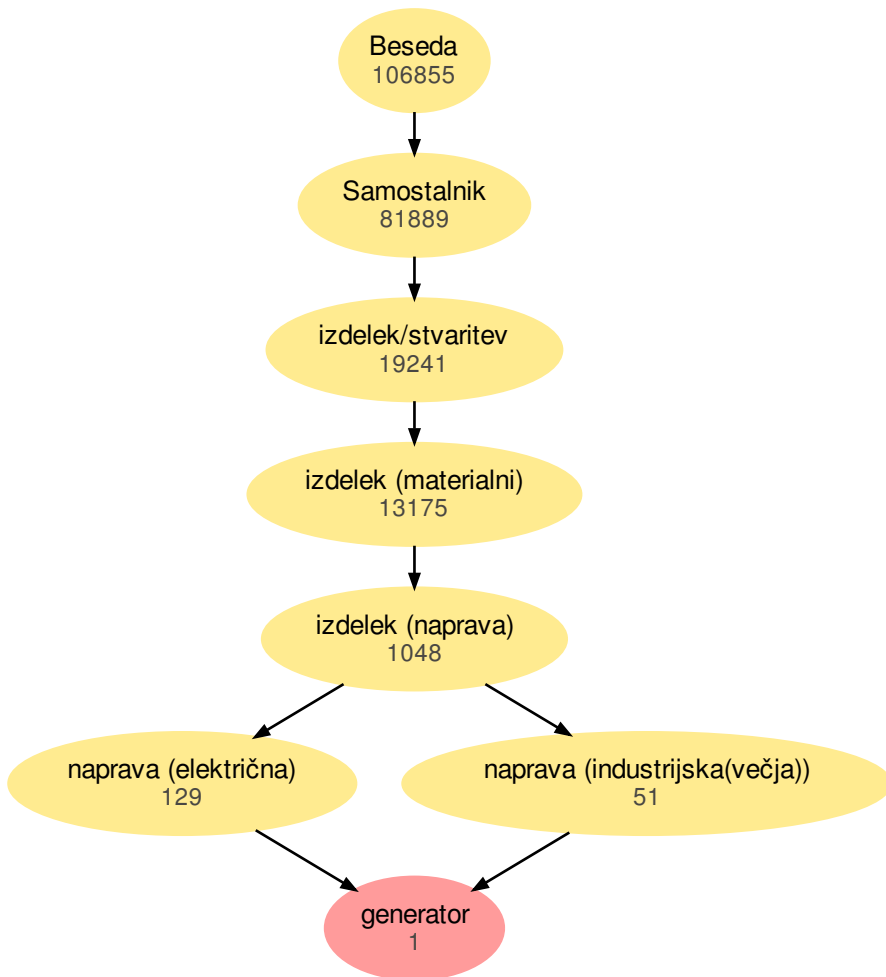 Beseda
106855
Samostalnik
81889
izdelek/stvaritev
19241
izdelek (materialni)
13175
izdelek (naprava)
1048
naprava (električna)
129
naprava (industrijska(večja))
51
generator
1